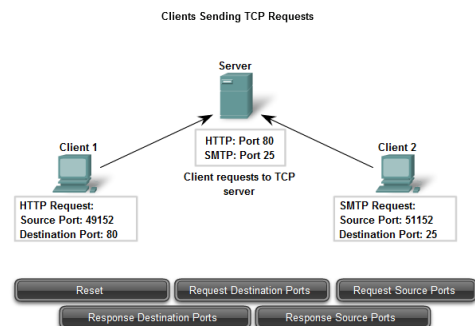 Clients Sending TCP Requests
Server
HTTP: Port 80
SMTP: Port 25
Client requests to TCP
server
Client 1
HTTP Request:
Source Port: 49152
Destination Port: 80
Client 2
SMTP Request:
Source Port: 51152
Destination Port: 25
Reset
Request Destination Ports
Request Source Ports
Response Destination Ports
Response Source Ports